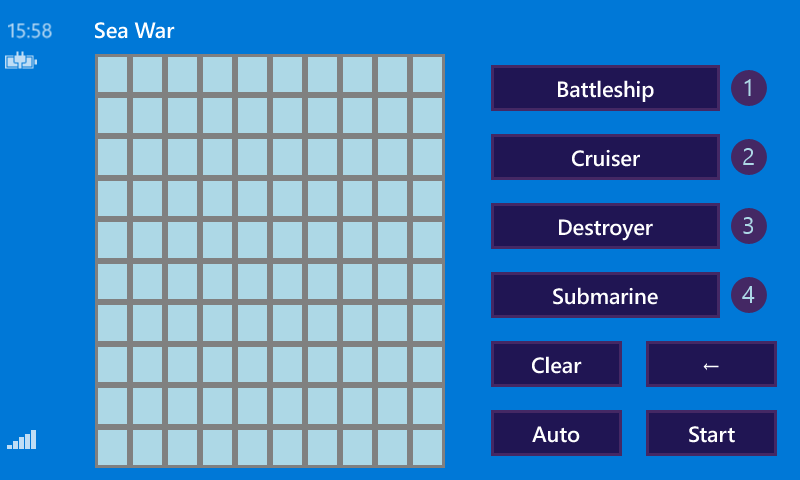 15:58
Sea War
Battleship 1
Cruiser 2
Destroyer 3
Submarine 4
Clear ←
Auto Start